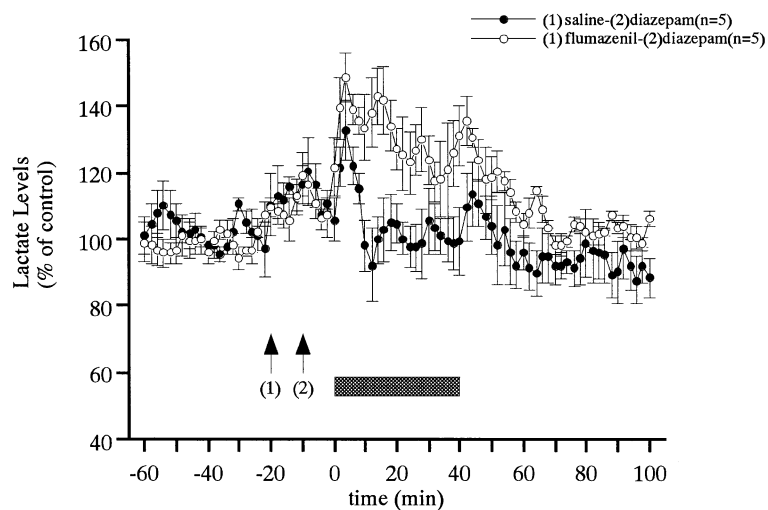 (1)saline-(2)diazepam(n=5)
(1)flumazenil-(2)diazepam(n=5)
160
140
120
100
80
60
40
Lactate Levels
(% of control)
(1) (2)
-60 -40 -20 0 20 40 60 80 100
time (min)